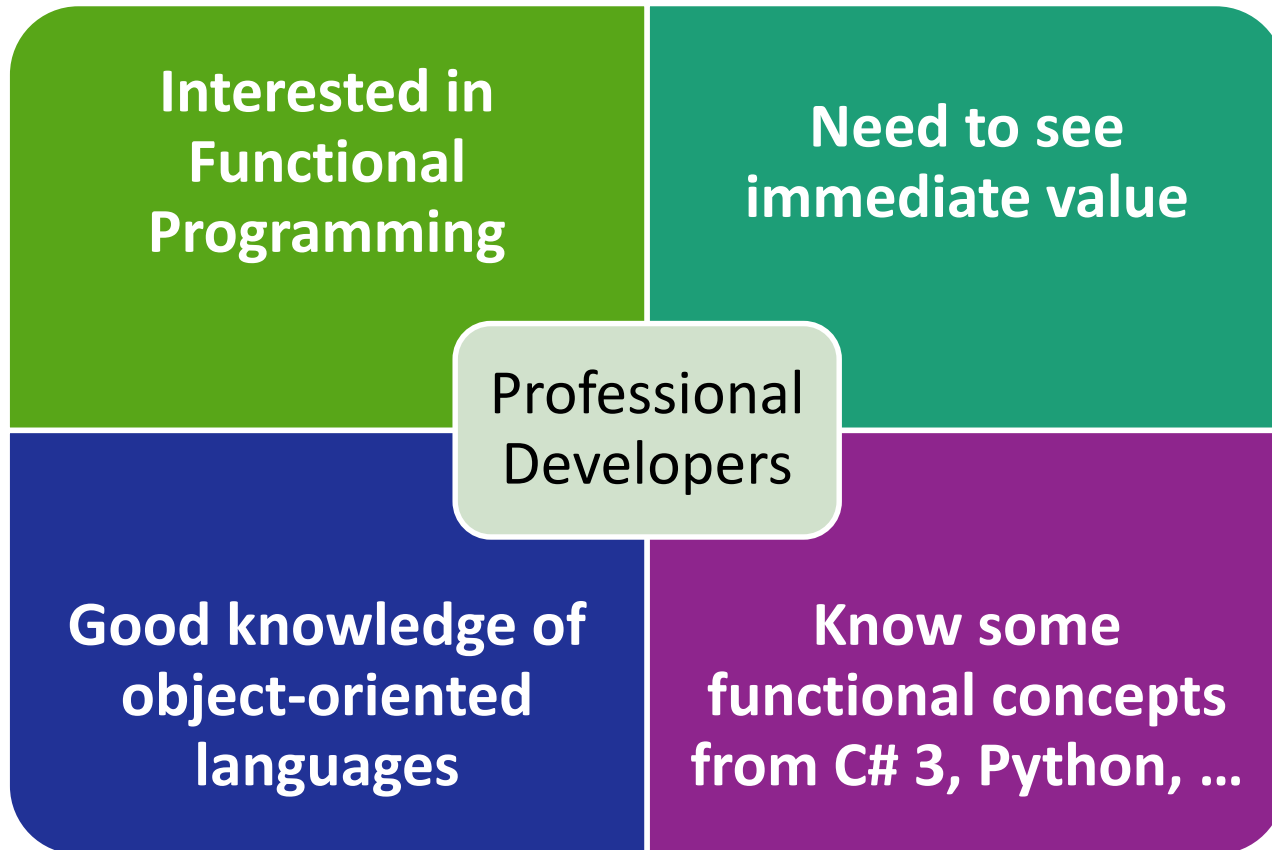 Interested in
Functional
Programming
Need to see
immediate value
Professional
Developers
Good knowledge of
object-oriented
languages
Know some
functional concepts
from C# 3, Python, …